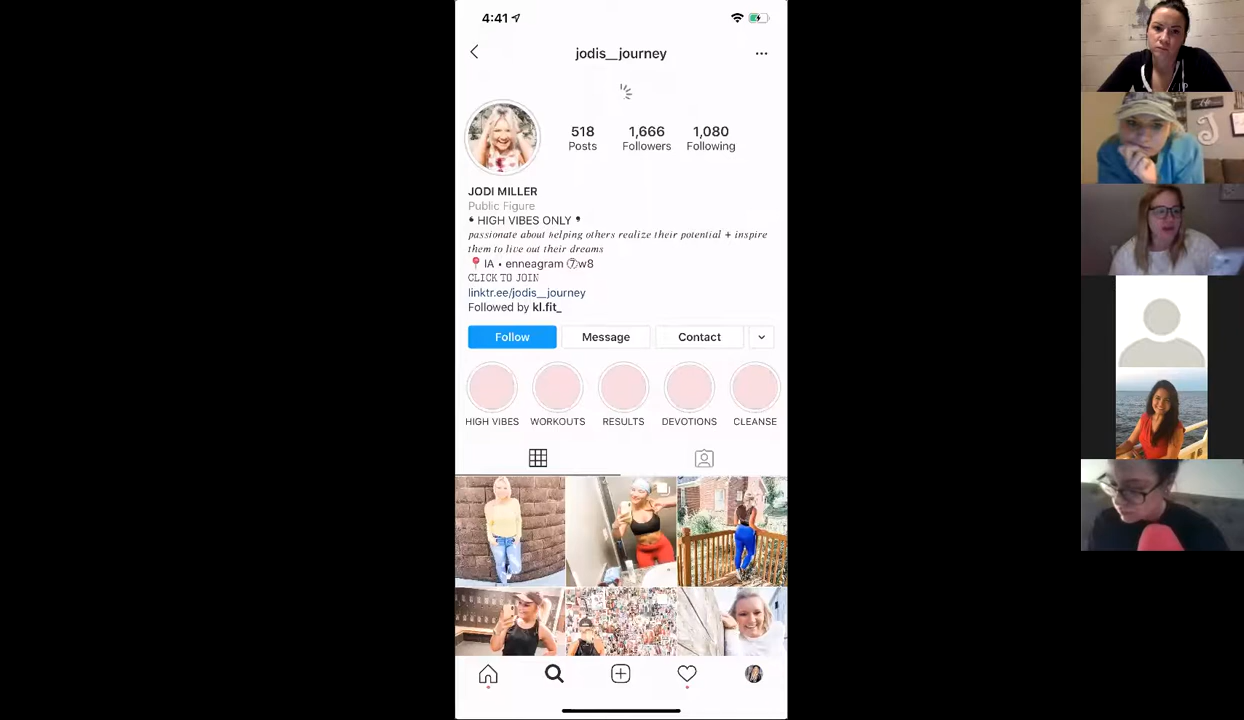 4:41
jodis__journey
518
1,666
1,080
Posts
Followers
Following
JODI MILLER
Public Figure
❛ HIGH VIBES ONLY ❜
passionate about helping others realize their potential + inspire
them to live out their dreams
📍 IA • enneagram ⑦w8
CLICK TO JOIN
linktr.ee/jodis__journey
Followed by kl.fit_
Follow
Message
Contact
HIGH VIBES
WORKOUTS
RESULTS
DEVOTIONS
CLEANSE